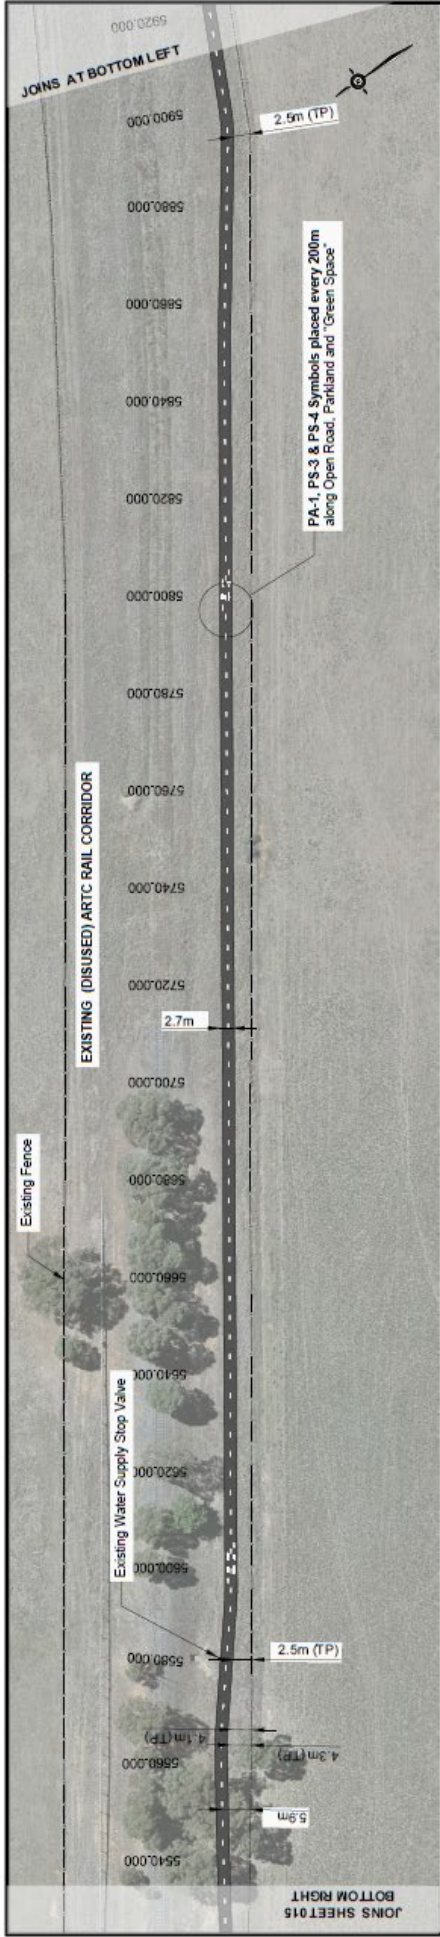 5920.000
JOINS AT BOTTOM LEFT
5900.000
2.5m (TP)
5880.000
5860.000
PA-1, PS-3 & PS-4 Symbols placed every 200m
along Open Road, Parkland and "Green Space"
5840.000
5820.000
5800.000
5780.000
5760.000
EXISTING (DISUSED) ARTC RAIL CORRIDOR
5740.000
5720.000
2.7m
5700.000
5680.000
Existing Fence
5660.000
5640.000
Existing Water Supply Stop Valve
5620.000
5600.000
5580.000
2.5m (TP)
4.1m (TP)
4.3m (TP)
5560.000
5.9m
5540.000
JOINS SHEET 015
BOTTOM RIGHT